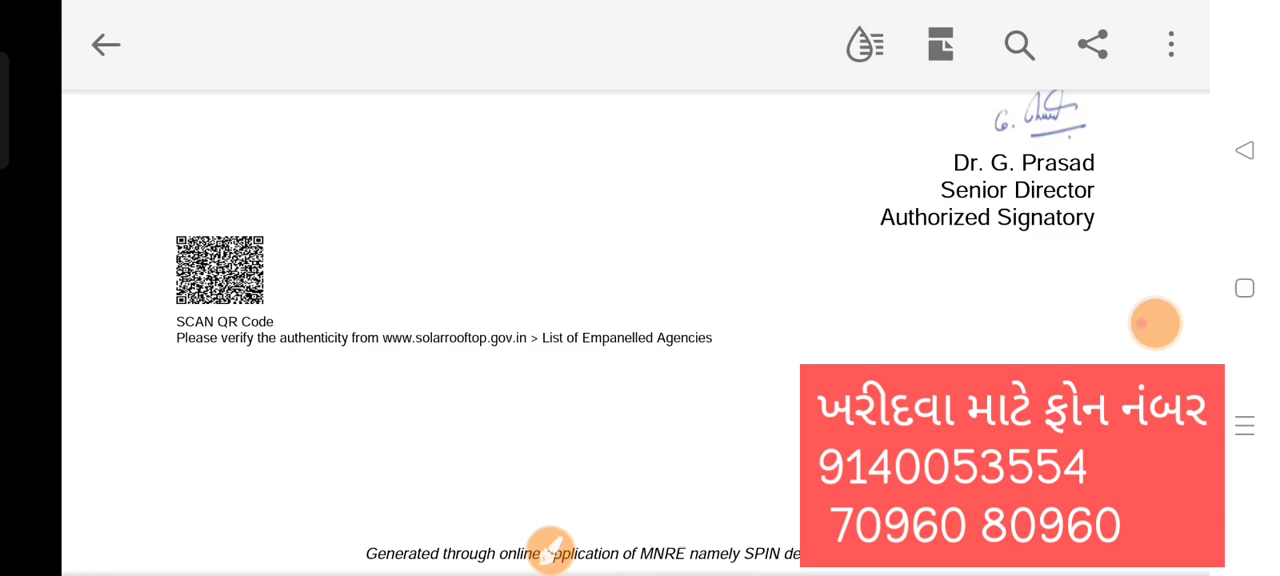 Dr. G. Prasad
Senior Director
Authorized Signatory
SCAN QR Code
Please verify the authenticity from www.solarrooftop.gov.in > List of Empanelled Agencies
ખરીદવા માટે ફોન નંબર
9140053554
70960 80960
Generated through online application of MNRE namely SPIN de